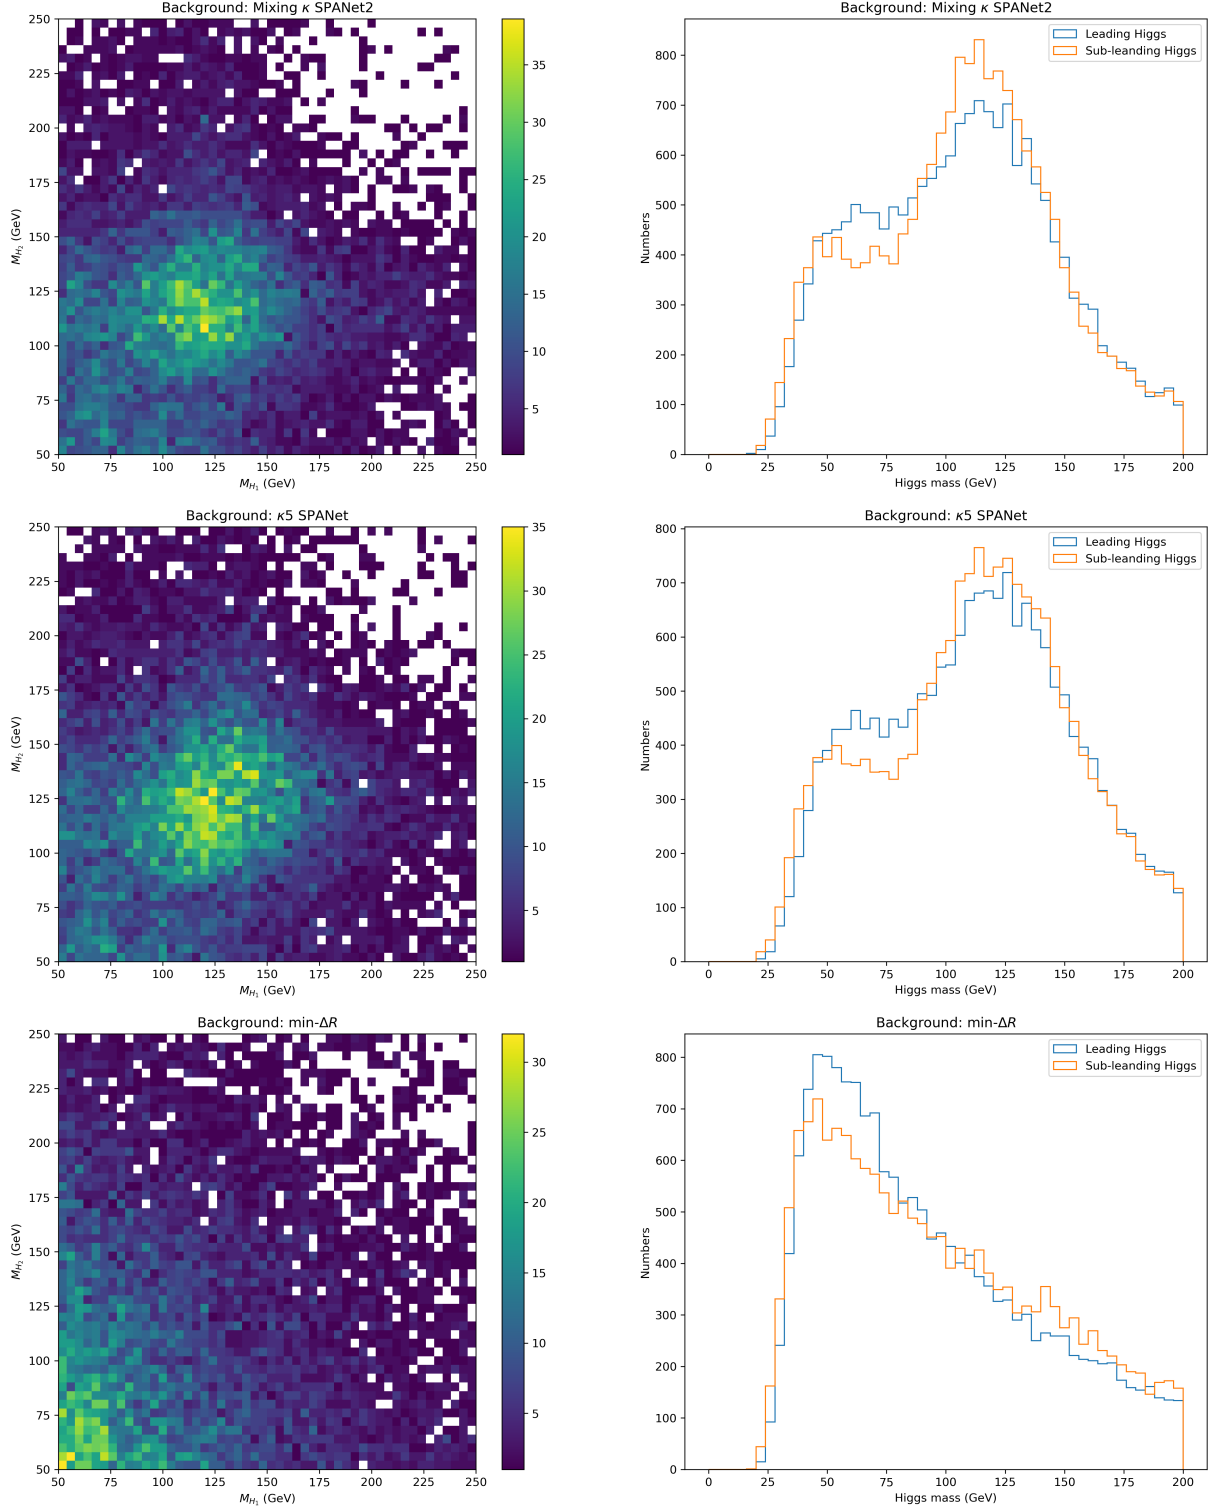 Background: Mixing κ SPANet2
250
225
200
175
150
125
100
75
50
M_{H_2} (GeV)
50 75 100 125 150 175 200 225 250
M_{H_1} (GeV)
35
30
25
20
15
10
5
Background: Mixing κ SPANet2
Leading Higgs
Sub-leanding Higgs
800
700
600
500
400
300
200
100
0
Numbers
0 25 50 75 100 125 150 175 200
Higgs mass (GeV)
Background: κ5 SPANet
250
225
200
175
150
125
100
75
50
M_{H_2} (GeV)
50 75 100 125 150 175 200 225 250
M_{H_1} (GeV)
35
30
25
20
15
10
5
Background: κ5 SPANet
Leading Higgs
Sub-leanding Higgs
800
700
600
500
400
300
200
100
0
Numbers
0 25 50 75 100 125 150 175 200
Higgs mass (GeV)
Background: min-ΔR
250
225
200
175
150
125
100
75
50
M_{H_2} (GeV)
50 75 100 125 150 175 200 225 250
M_{H_1} (GeV)
30
25
20
15
10
5
Background: min-ΔR
Leading Higgs
Sub-leanding Higgs
800
700
600
500
400
300
200
100
0
Numbers
0 25 50 75 100 125 150 175 200
Higgs mass (GeV)